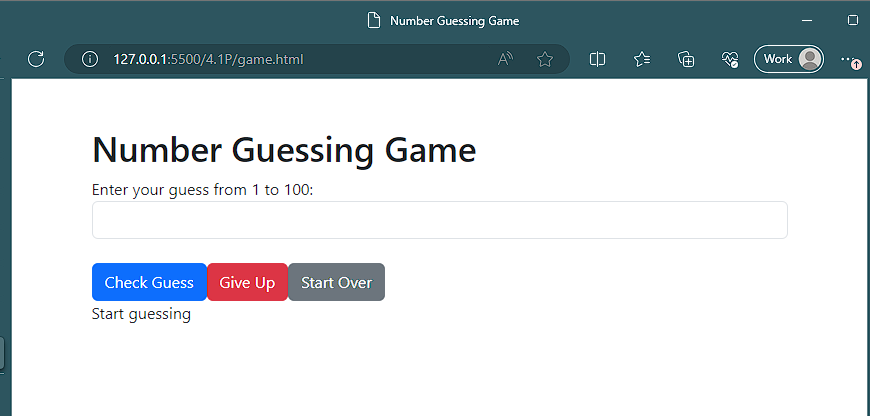 Number Guessing Game
127.0.0.1:5500/4.1P/game.html
Work
Number Guessing Game
Enter your guess from 1 to 100:
Check Guess Give Up Start Over
Start guessing